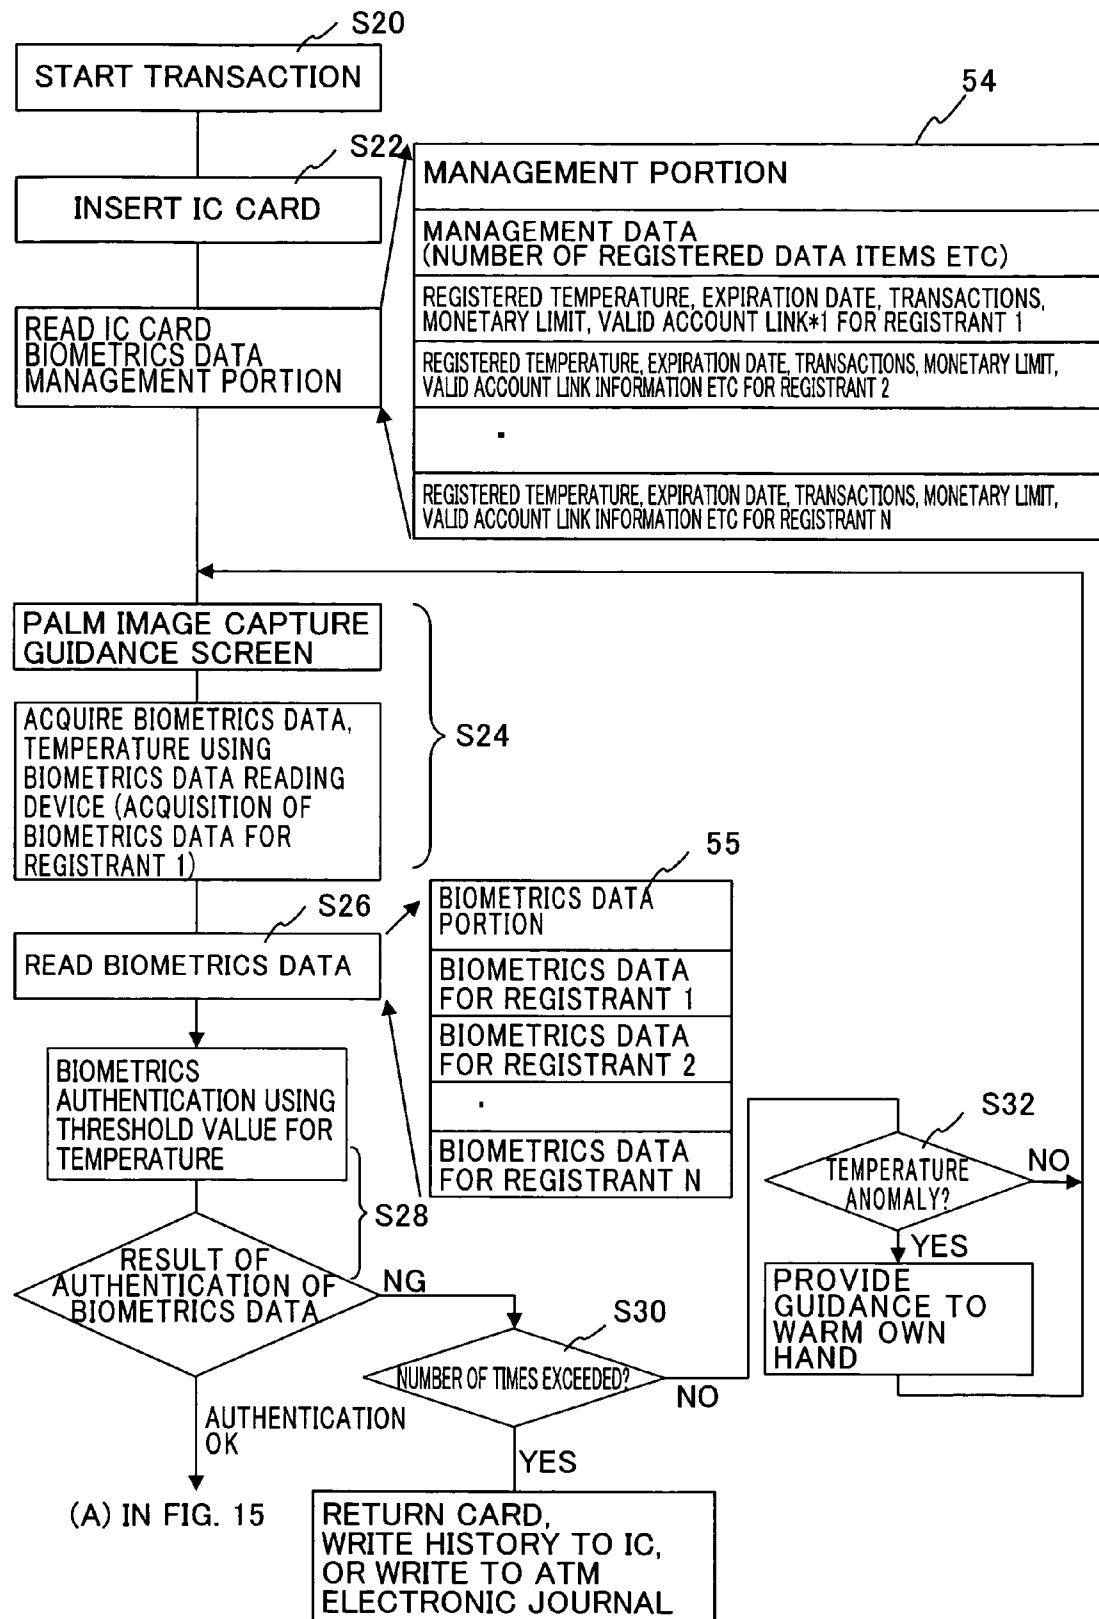 S20
START TRANSACTION
54
S22
INSERT IC CARD
MANAGEMENT PORTION
MANAGEMENT DATA
(NUMBER OF REGISTERED DATA ITEMS ETC)
REGISTERED TEMPERATURE, EXPIRATION DATE, TRANSACTIONS,
MONETARY LIMIT, VALID ACCOUNT LINK*1 FOR REGISTRANT 1
REGISTERED TEMPERATURE, EXPIRATION DATE, TRANSACTIONS, MONETARY LIMIT,
VALID ACCOUNT LINK INFORMATION ETC FOR REGISTRANT 2
.
REGISTERED TEMPERATURE, EXPIRATION DATE, TRANSACTIONS, MONETARY LIMIT,
VALID ACCOUNT LINK INFORMATION ETC FOR REGISTRANT N
READ IC CARD
BIOMETRICS DATA
MANAGEMENT PORTION
PALM IMAGE CAPTURE
GUIDANCE SCREEN
S24
ACQUIRE BIOMETRICS DATA,
TEMPERATURE USING
BIOMETRICS DATA READING
DEVICE (ACQUISITION OF
BIOMETRICS DATA FOR
REGISTRANT 1)
55
S26
READ BIOMETRICS DATA
BIOMETRICS DATA
PORTION
BIOMETRICS DATA
FOR REGISTRANT 1
BIOMETRICS DATA
FOR REGISTRANT 2
.
BIOMETRICS DATA
FOR REGISTRANT N
BIOMETRICS
AUTHENTICATION USING
THRESHOLD VALUE FOR
TEMPERATURE
S28
RESULT OF
AUTHENTICATION OF
BIOMETRICS DATA
NG
S30
NUMBER OF TIMES EXCEEDED?
NO
S32
TEMPERATURE
ANOMALY?
NO
YES
PROVIDE
GUIDANCE TO
WARM OWN
HAND
AUTHENTICATION
OK
(A) IN FIG. 15
YES
RETURN CARD,
WRITE HISTORY TO IC,
OR WRITE TO ATM
ELECTRONIC JOURNAL